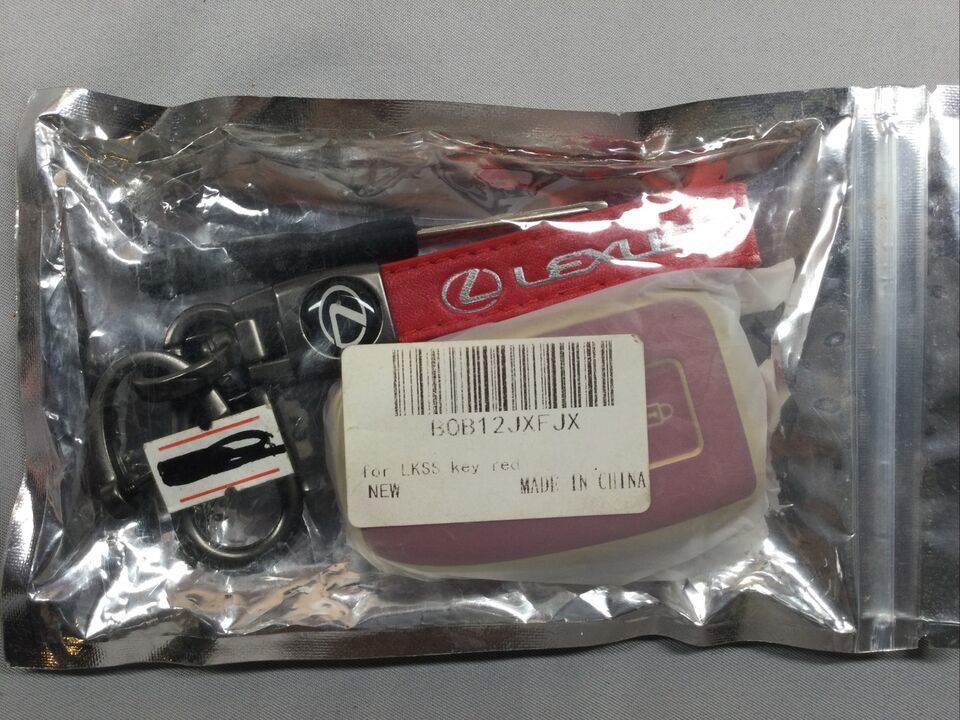 LEXUS
B0B12JXFJX
for LKSS key red
NEW
MADE IN CHINA